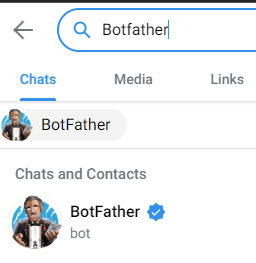 Botfather
Chats Media Links
BotFather
Chats and Contacts
BotFather
bot